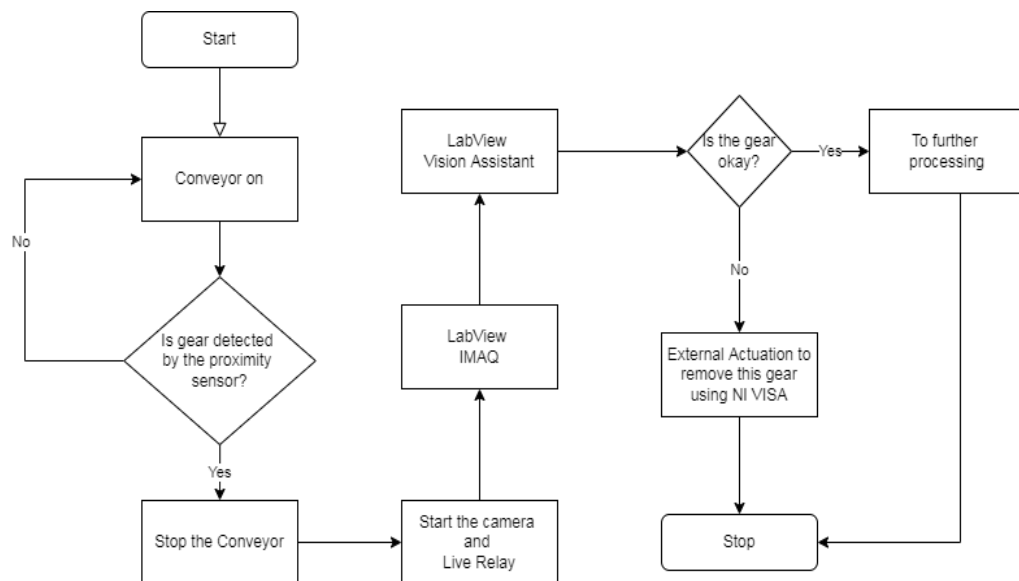 Start
Conveyor on
No
Is gear detected
by the proximity
sensor?
Yes
Stop the Conveyor
Start the camera
and
Live Relay
LabView
IMAQ
LabView
Vision Assistant
Is the gear
okay?
Yes
To further
processing
No
External Actuation to
remove this gear
using NI VISA
Stop